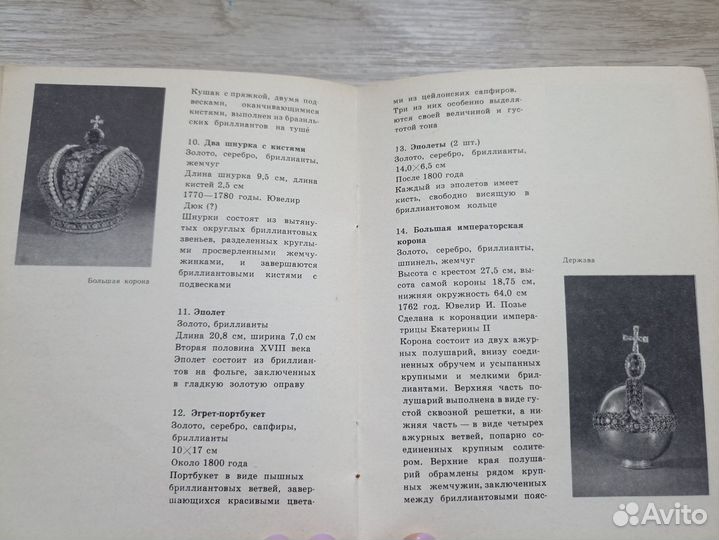 Кушак с пряжкой, двумя под-
весками, оканчивающимися
кистями, выполнен из бразиль-
ских бриллиантов на тушё
10. Два шнурка с кистями
Золото, серебро, бриллианты,
жемчуг
Длина шнурка 9,5 см, длина
кистей 2,5 см
1770—1780 годы. Ювелир
Дюк (?)
Шнурки состоят из вытяну-
тых округлых бриллиантовых
звеньев, разделенных круглы-
ми просверленными жемчу-
жинками, и завершаются
бриллиантовыми кистями с
подвесками
11. Эполет
Золото, бриллианты
Длина 20,8 см, ширина 7,0 см
Вторая половина XVIII века
Эполет состоит из бриллиан-
тов на фольге, заключенных
в гладкую золотую оправу
12. Эгрет-портбукет
Золото, серебро, сапфиры,
бриллианты
10×17 см
Около 1800 года
Портбукет в виде пышных
бриллиантовых ветвей, завер-
шающихся красивыми цвета-
Большая корона
ми из цейлонских сапфиров.
Три из них особенно выделя-
ются своей величиной и гус-
тотой тона
13. Эполеты (2 шт.)
Золото, серебро, бриллианты,
14,0×6,5 см
После 1800 года
Каждый из эполетов имеет
кисть, свободно висящую в
бриллиантовом кольце
14. Большая императорская
корона
Золото, серебро, бриллианты,
шпинель, жемчуг
Высота с крестом 27,5 см, вы-
сота самой короны 18,75 см,
нижняя окружность 64,0 см
1762 год. Ювелир И. Позье
Сделана к коронации импера-
трицы Екатерины II
Корона состоит из двух ажур-
ных полушарий, внизу соеди-
ненных обручем и усыпанных
крупными и мелкими брил-
лиантами. Верхняя часть по-
лушарий выполнена в виде гу-
стой сквозной решетки, а ни-
жняя часть — в виде четырех
ажурных ветвей, попарно со-
единенных крупным солите-
ром. Верхние края полуша-
рий обрамлены рядом круп-
ных жемчужин, заключенных
между бриллиантовыми пояс-
Держава
Avito